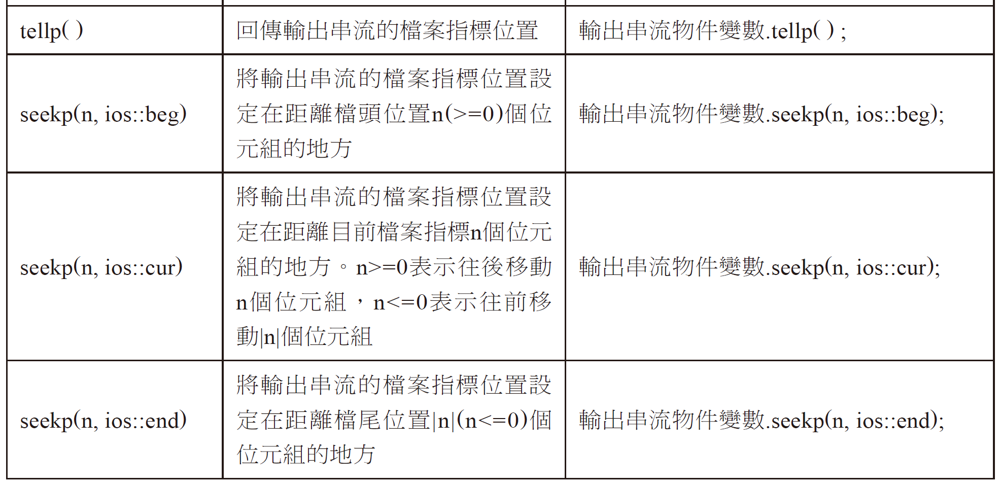 tellp( )
回傳輸出串流的檔案指標位置
輸出串流物件變數.tellp( ) ;
seekp(n, ios::beg)
將輸出串流的檔案指標位置設
定在距離檔頭位置n(>=0)個位
元組的地方
輸出串流物件變數.seekp(n, ios::beg);
seekp(n, ios::cur)
將輸出串流的檔案指標位置設
定在距離目前檔案指標n個位元
組的地方。n>=0表示往後移動
n個位元組，n<=0表示往前移
動|n|個位元組
輸出串流物件變數.seekp(n, ios::cur);
seekp(n, ios::end)
將輸出串流的檔案指標位置設
定在距離檔尾位置|n|(n<=0)個
位元組的地方
輸出串流物件變數.seekp(n, ios::end);